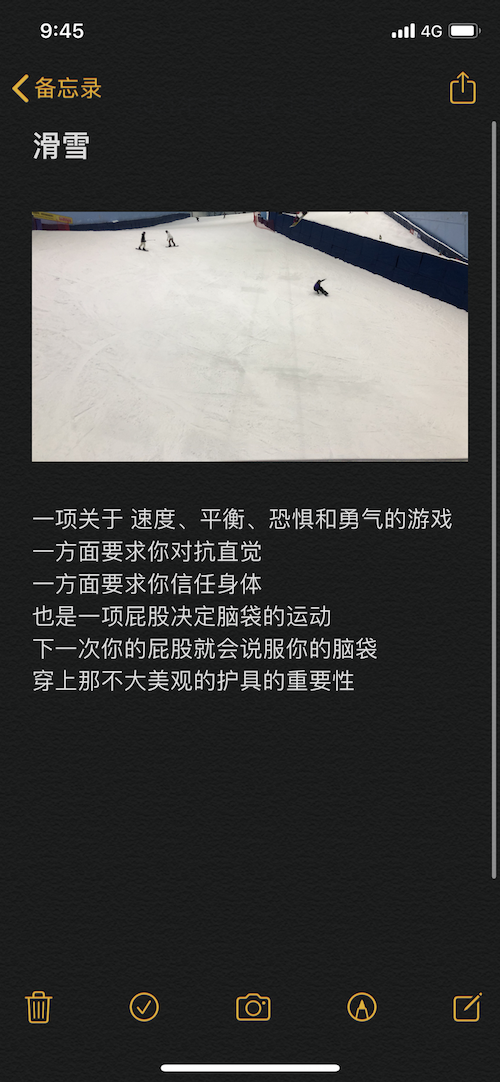 9:45
4G
备忘录
滑雪
一项关于 速度、平衡、恐惧和勇气的游戏
一方面要求你对抗直觉
一方面要求你信任身体
也是一项屁股决定脑袋的运动
下一次你的屁股就会说服你的脑袋
穿上那不大美观的护具的重要性